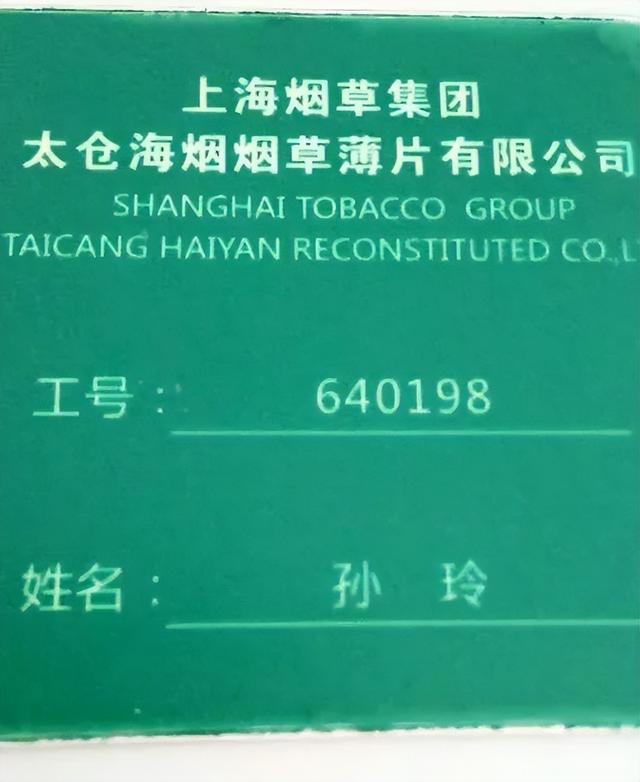 上海烟草集团
太仓海烟烟草薄片有限公司
SHANGHAI TOBACCO GROUP
TAICANG HAIYAN RECONSTITUTED CO.,L
工号: 640198
姓名: 孙 玲